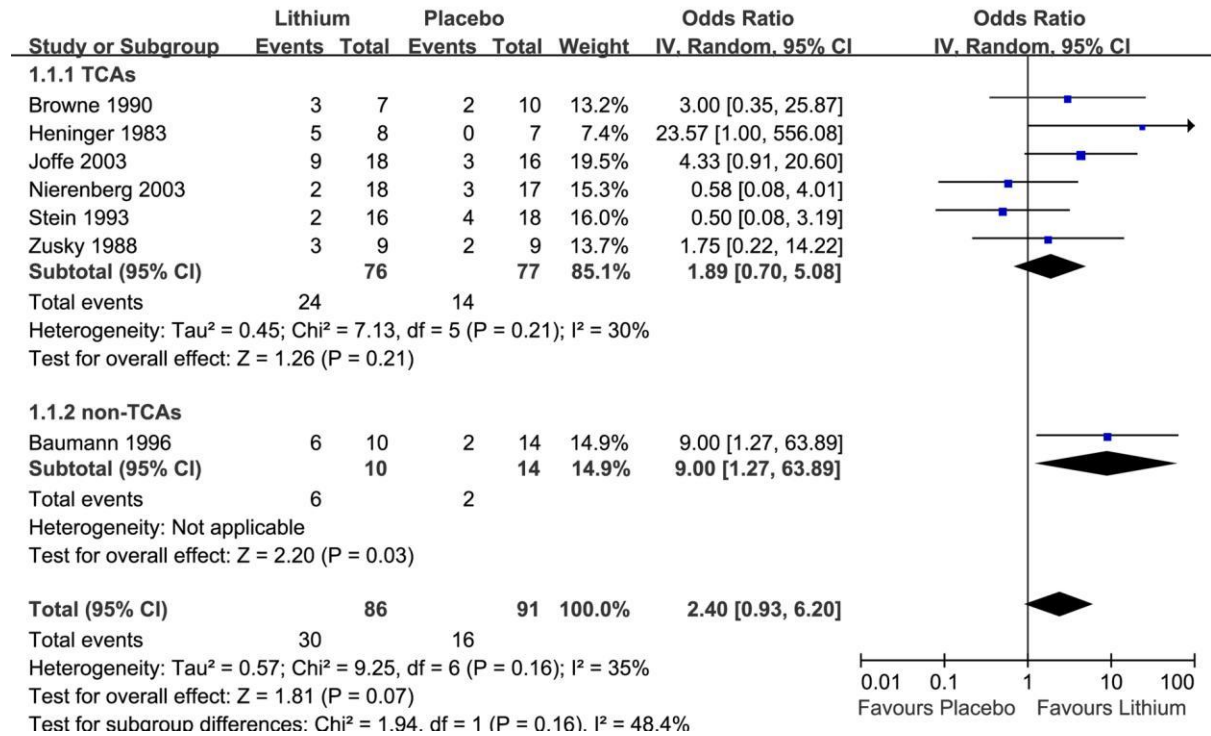 Lithium Placebo Odds Ratio Odds Ratio
Study or Subgroup Events Total Events Total Weight IV, Random, 95% CI IV, Random, 95% CI
1.1.1 TCAs
Browne 1990 3 7 2 10 13.2% 3.00 [0.35, 25.87]
Heninger 1983 5 8 0 7 7.4% 23.57 [1.00, 556.08]
Joffe 2003 9 18 3 16 19.5% 4.33 [0.91, 20.60]
Nierenberg 2003 2 18 3 17 15.3% 0.58 [0.08, 4.01]
Stein 1993 2 16 4 18 16.0% 0.50 [0.08, 3.19]
Zusky 1988 3 9 2 9 13.7% 1.75 [0.22, 14.22]
Subtotal (95% CI) 76 77 85.1% 1.89 [0.70, 5.08]
Total events 24 14
Heterogeneity: Tau² = 0.45; Chi² = 7.13, df = 5 (P = 0.21); I² = 30%
Test for overall effect: Z = 1.26 (P = 0.21)
1.1.2 non-TCAs
Baumann 1996 6 10 2 14 14.9% 9.00 [1.27, 63.89]
Subtotal (95% CI) 10 14 14.9% 9.00 [1.27, 63.89]
Total events 6 2
Heterogeneity: Not applicable
Test for overall effect: Z = 2.20 (P = 0.03)
Total (95% CI) 86 91 100.0% 2.40 [0.93, 6.20]
Total events 30 16
Heterogeneity: Tau² = 0.57; Chi² = 9.25, df = 6 (P = 0.16); I² = 35%
Test for overall effect: Z = 1.81 (P = 0.07)
Test for subgroup differences: Chi² = 1.94, df = 1 (P = 0.16), I² = 48.4%
0.01 0.1 1 10 100
Favours Placebo Favours Lithium